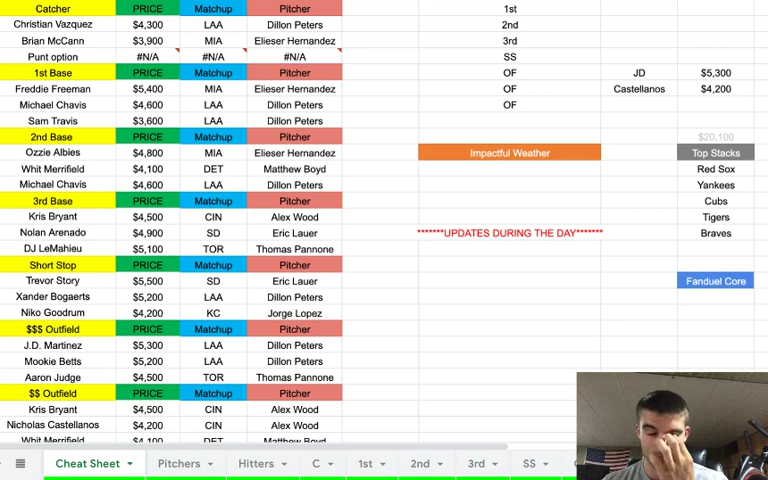 Catcher PRICE Matchup Pitcher 1st
Christian Vazquez $4,300 LAA Dillon Peters 2nd
Brian McCann $3,900 MIA Elieser Hernandez 3rd
Punt option #N/A #N/A #N/A SS
1st Base PRICE Matchup Pitcher OF JD $5,300
Freddie Freeman $5,400 MIA Elieser Hernandez OF Castellanos $4,200
Michael Chavis $4,600 LAA Dillon Peters OF
Sam Travis $3,600 LAA Dillon Peters
2nd Base PRICE Matchup Pitcher $20,100
Ozzie Albies $4,800 MIA Elieser Hernandez Impactful Weather Top Stacks
Whit Merrifield $4,100 DET Matthew Boyd Red Sox
Michael Chavis $4,600 LAA Dillon Peters Yankees
3rd Base PRICE Matchup Pitcher Cubs
Kris Bryant $4,500 CIN Alex Wood Tigers
Nolan Arenado $4,900 SD Eric Lauer *******UPDATES DURING THE DAY******* Braves
DJ LeMahieu $5,100 TOR Thomas Pannone
Short Stop PRICE Matchup Pitcher
Trevor Story $5,500 SD Eric Lauer Fanduel Core
Xander Bogaerts $5,200 LAA Dillon Peters
Niko Goodrum $4,200 KC Jorge Lopez
$$$ Outfield PRICE Matchup Pitcher
J.D. Martinez $5,300 LAA Dillon Peters
Mookie Betts $5,200 LAA Dillon Peters
Aaron Judge $4,500 TOR Thomas Pannone
$$ Outfield PRICE Matchup Pitcher
Kris Bryant $4,500 CIN Alex Wood
Nicholas Castellanos $4,200 CIN Alex Wood
Whit Merrifield $4,100 DET Matthew Boyd
Cheat Sheet Pitchers Hitters C 1st 2nd 3rd SS